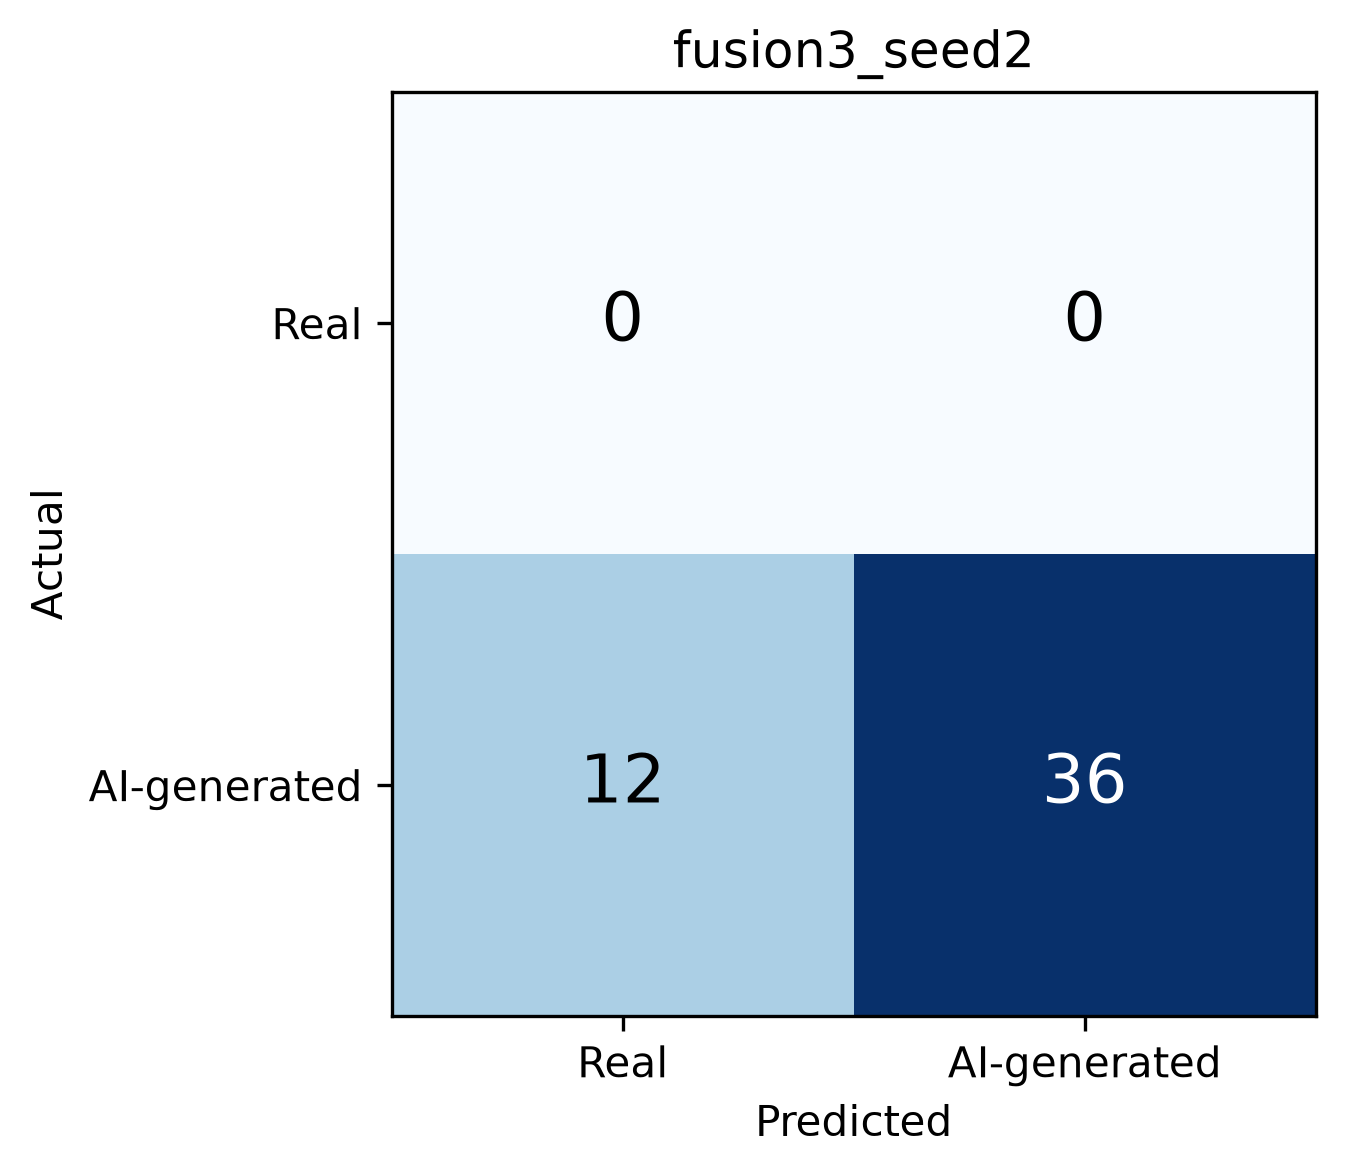 fusion3_seed2
Real
0 0
Actual
AI-generated
12 36
Real AI-generated
Predicted